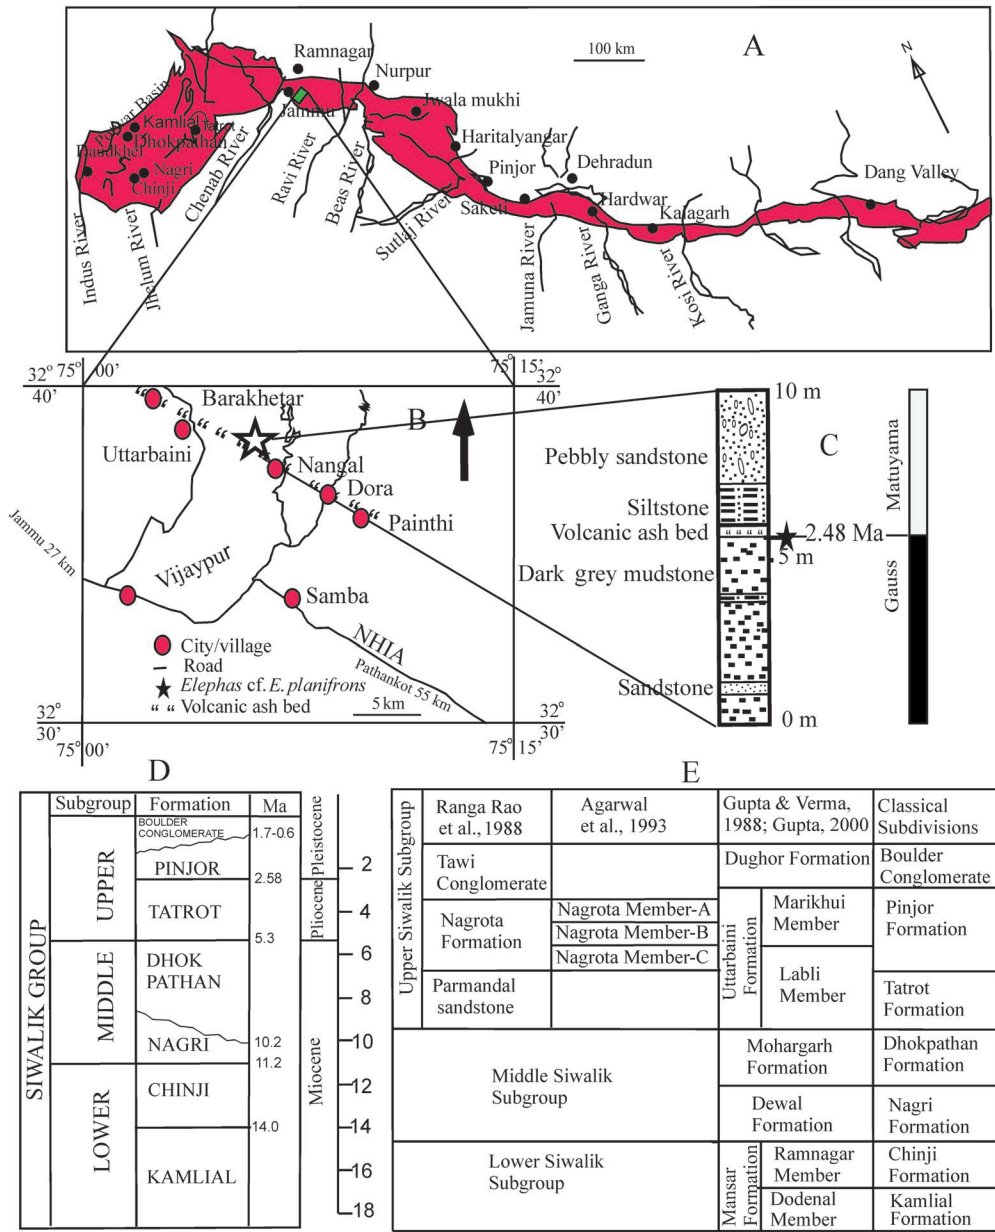 A
100 km
N
Ramnagar
Nurpur
Jammu
Jwala mukhi
Potwar Basin
Kamlial
Tatrot
Dhokpathan
Daudkhel
Nagri
Chinji
Haritalyangar
Pinjor
Dehradun
Saketi
Hardwar
Kalagarh
Dang Valley
Indus River
Jhelum River
Chenab River
Ravi River
Beas River
Sutlaj River
Jamuna River
Ganga River
Kosi River
75° 00’
75° 15’
32°
40’
32°
40’
B
Barakhetar
Uttarbaini
Nangal
Dora
Painthi
Jammu 27 km
Vijaypur
Samba
NHIA
Pathankot 55 km
City/village
Road
Elephas cf. E. planifrons
Volcanic ash bed
5 km
32°
30’
32°
30’
75° 00’
75° 15’
C
10 m
Pebbly sandstone
Siltstone
Volcanic ash bed
2.48 Ma
5 m
Dark grey mudstone
Sandstone
0 m
Matuyama
Gauss
D
SIWALIK GROUP
Subgroup
Formation
Ma
UPPER
MIDDLE
LOWER
BOULDER
CONGLOMERATE
1.7-06
PINJOR
2.58
TATROT
5.3
DHOK
PATHAN
NAGRI
10.2
11.2
CHINJI
14.0
KAMLIAL
Pleistocene
Pliocene
Miocene
2
4
6
8
10
12
14
16
18
E
Upper Siwalik Subgroup
Ranga Rao
et al., 1988
Agarwal
et al., 1993
Gupta & Verma,
1988; Gupta, 2000
Classical
Subdivisions
Tawi
Conglomerate
Dughor Formation
Boulder
Conglomerate
Nagrota
Formation
Nagrota Member-A
Nagrota Member-B
Nagrota Member-C
Uttarbaini
Formation
Marikhui
Member
Pinjor
Formation
Parmandal
sandstone
Labli
Member
Tatrot
Formation
Middle Siwalik
Subgroup
Mohargarh
Formation
Dhokpathan
Formation
Dewal
Formation
Nagri
Formation
Lower Siwalik
Subgroup
Mansar
Formation
Ramnagar
Member
Chinji
Formation
Dodenal
Member
Kamlial
Formation